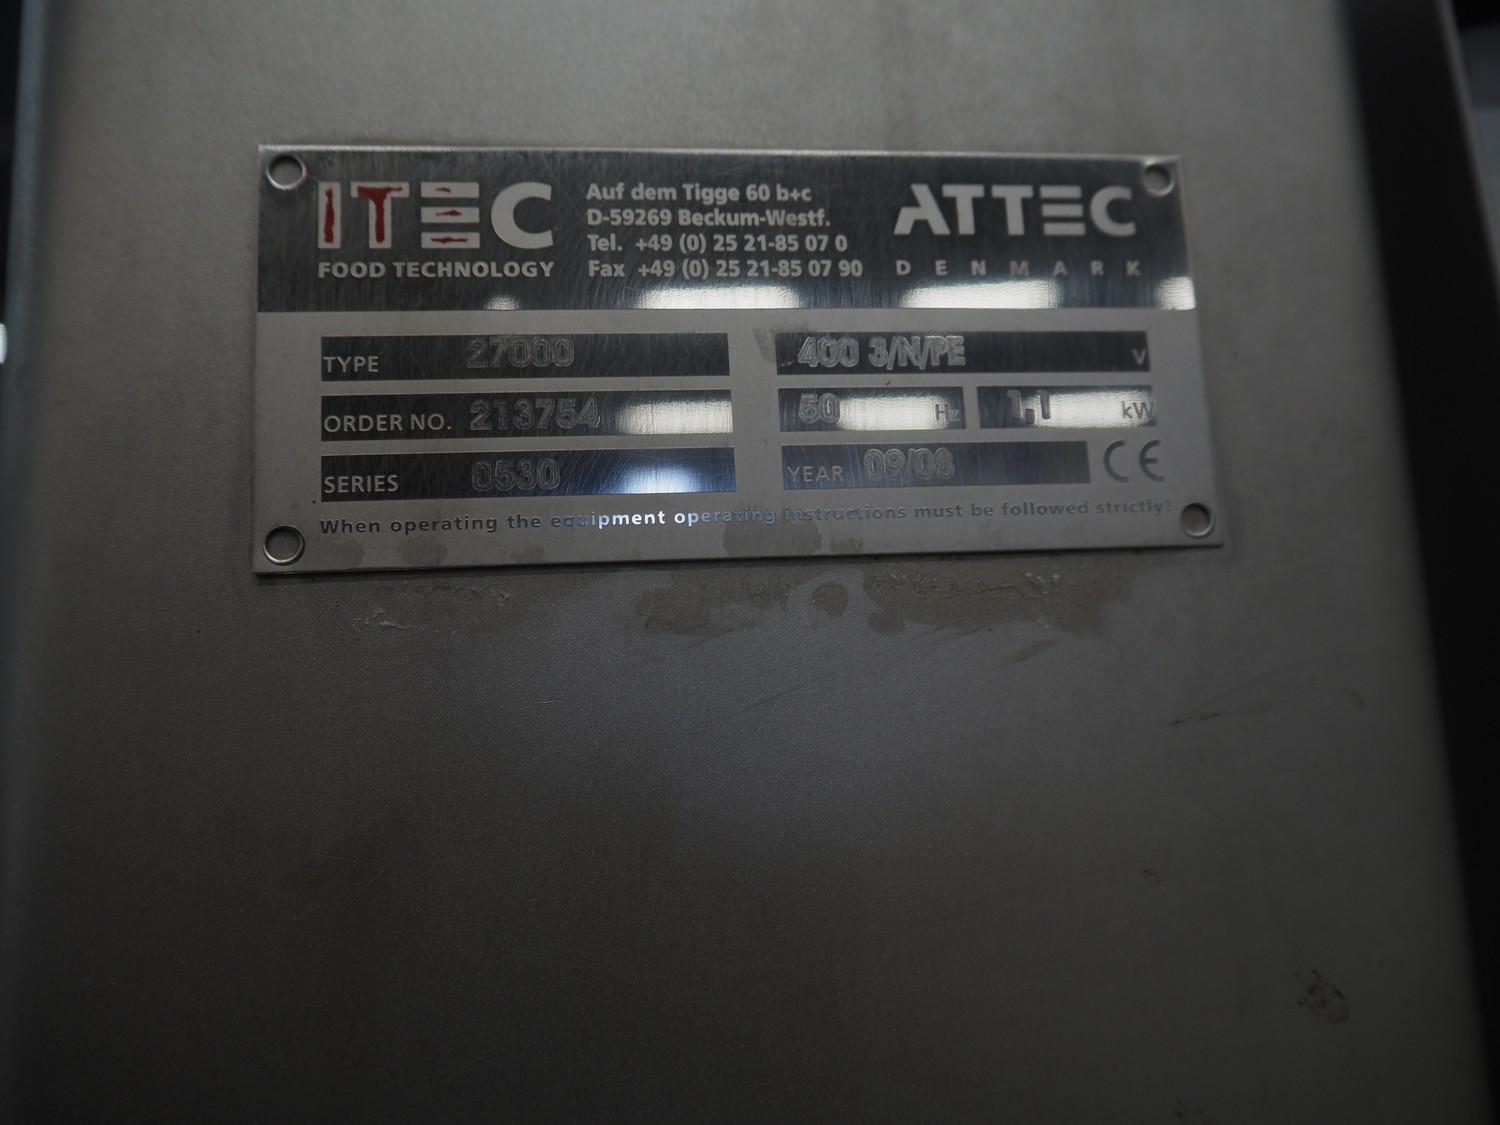 ITEC
FOOD TECHNOLOGY
Auf dem Tigge 60 b+c
D-59269 Beckum-Westf.
Tel. +49 (0) 25 21-85 07 0
Fax +49 (0) 25 21-85 07 90
ATTEC
DENMARK
TYPE 27000
400 3/N/PE V
ORDER NO. 213754
50 Hz 1,1 kW
SERIES 0530
YEAR 09/08 CE
When operating the equipment operating instructions must be followed strictly!